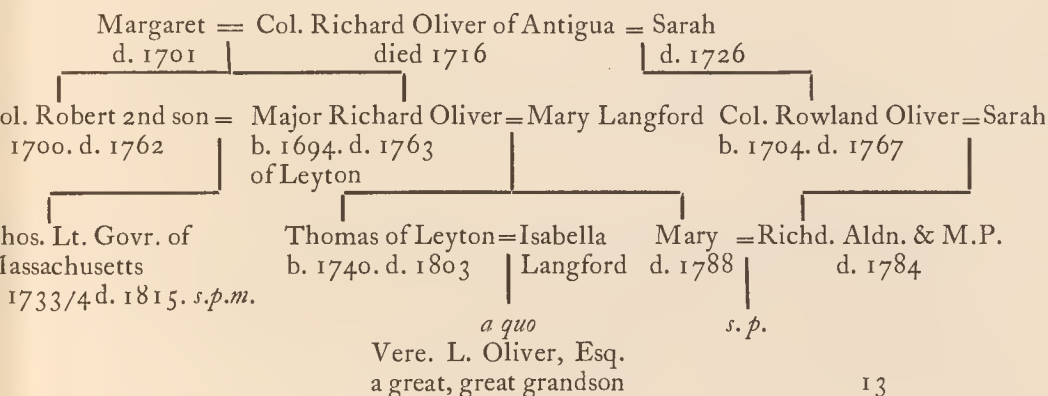 Margaret = Col. Richard Oliver of Antigua = Sarah
d. 1701 died 1716 d. 1726
ol. Robert 2nd son = Major Richard Oliver = Mary Langford Col. Rowland Oliver = Sarah
1700. d. 1762 b. 1694. d. 1763 b. 1704. d. 1767
of Leyton
hos. Lt. Govr. of Thomas of Leyton = Isabella Mary = Richd. Aldn. & M.P.
assachusetts b. 1740. d. 1803 Langford d. 1788 d. 1784
1733/4 d. 1815. s.p.m.
a quo s. p.
Vere. L. Oliver, Esq.
a great, great grandson 13